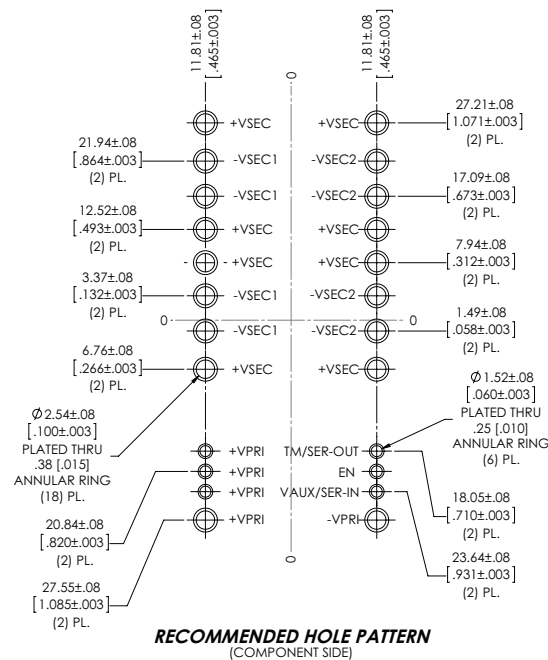 11.81±.08
[.465±.003]
11.81±.08
[.465±.003]
0
+VSEC
+VSEC
27.21±.08
[1.071±.003]
(2) PL.
21.94±.08
[.864±.003]
(2) PL.
-VSEC1
-VSEC2
-VSEC1
-VSEC2
17.09±.08
[.673±.003]
(2) PL.
12.52±.08
[.493±.003]
(2) PL.
+VSEC
+VSEC
+VSEC
+VSEC
7.94±.08
[.312±.003]
(2) PL.
3.37±.08
[.132±.003]
(2) PL.
-VSEC1
-VSEC2
0
-VSEC1
-VSEC2
0
1.49±.08
[.058±.003]
(2) PL.
6.76±.08
[.266±.003]
(2) PL.
+VSEC
+VSEC
Ø 2.54±.08
[.100±.003]
PLATED THRU
.38 [.015]
ANNULAR RING
(18) PL.
Ø 1.52±.08
[.060±.003]
PLATED THRU
.25 [.010]
ANNULAR RING
(6) PL.
+VPRI
TM/SER-OUT
+VPRI
EN
+VPRI
VAUX/SER-IN
+VPRI
-VPRI
18.05±.08
[.710±.003]
(2) PL.
20.84±.08
[.820±.003]
(2) PL.
23.64±.08
[.931±.003]
(2) PL.
27.55±.08
[1.085±.003]
(2) PL.
0
RECOMMENDED HOLE PATTERN
(COMPONENT SIDE)